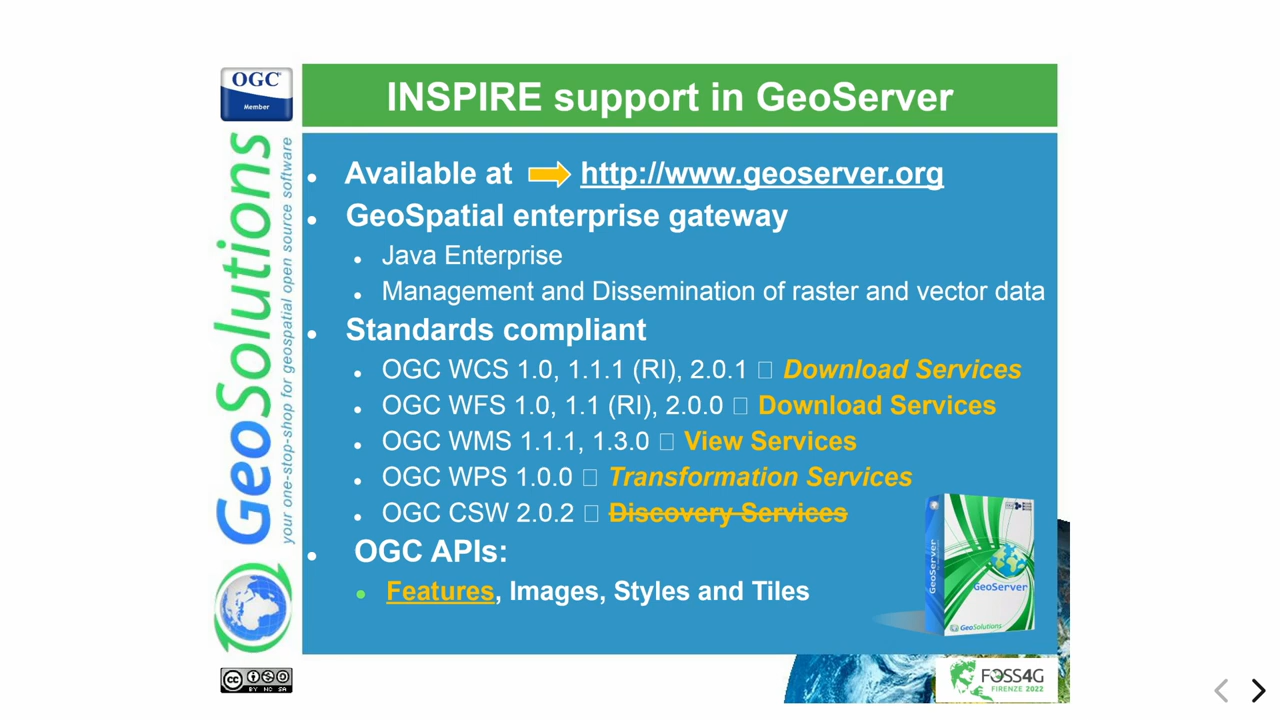 OGC
Member
INSPIRE support in GeoServer
GeoSolutions
your one-stop-shop for geospatial open source software
• Available at http://www.geoserver.org
• GeoSpatial enterprise gateway
• Java Enterprise
• Management and Dissemination of raster and vector data
• Standards compliant
• OGC WCS 1.0, 1.1.1 (RI), 2.0.1 □ Download Services
• OGC WFS 1.0, 1.1 (RI), 2.0.0 □ Download Services
• OGC WMS 1.1.1, 1.3.0 □ View Services
• OGC WPS 1.0.0 □ Transformation Services
• OGC CSW 2.0.2 □ Discovery Services
• OGC APIs:
• Features, Images, Styles and Tiles
GeoServer
GeoServer
GeoSolutions
cc
BY NC SA
FOSS4G
FIRENZE 2022